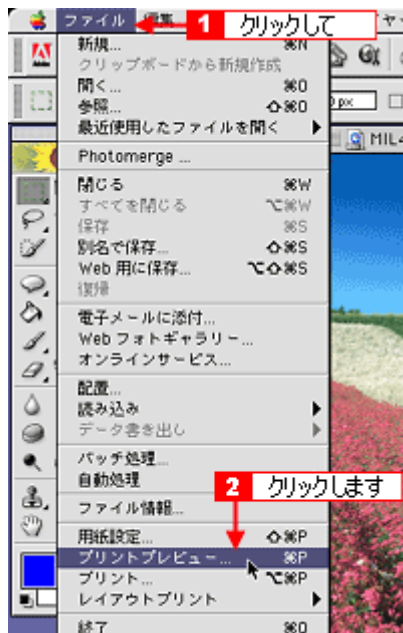 ファイル 編集
1 クリックして
新規... ⌘N
クリップボードから新規作成
開く... ⌘O
参照... ⇧⌘O
最近使用したファイルを開く ▶
Photomerge ...
閉じる ⌘W
すべてを閉じる ⌥⌘W
保存 ⌘S
別名で保存... ⇧⌘S
Web 用に保存... ⌥⇧⌘S
復帰
電子メールに添付...
Web フォトギャラリー...
オンラインサービス...
配置...
読み込み ▶
データ書き出し ▶
バッチ処理...
自動処理
2 クリックします
ファイル情報...
用紙設定... ⇧⌘P
プリントプレビュー... ⌘P
プリント... ⌥⌘P
レイアウトプリント ▶
終了 ⌘Q
px
MIL